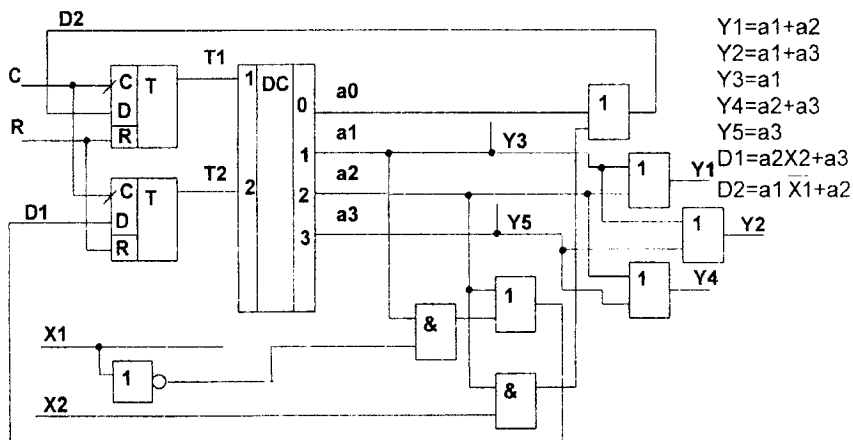 D2
C
R
C
D
R
T
T1
1
2
DC
0
1
2
3
a0
a1
a2
a3
Y3
Y5
1
1
Y1
1
Y2
1
Y4
D1
C
D
R
T
T2
X1
1
X2
&
1
&
Y1=a1+a2
Y2=a1+a3
Y3=a1
Y4=a2+a3
Y5=a3
D1=a2X2+a3
D2=a1 X̅1̅+a2